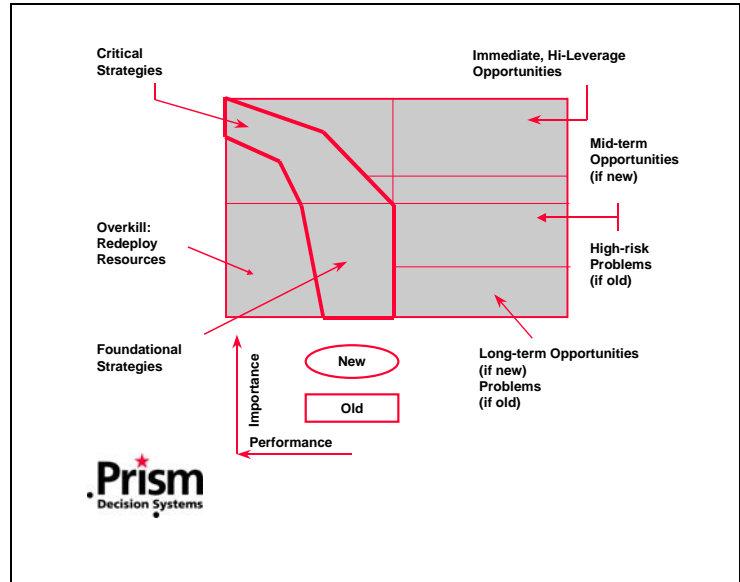 Critical
Strategies
Immediate, Hi-Leverage
Opportunities
Mid-term
Opportunities
(if new)
Overkill:
Redeploy
Resources
High-risk
Problems
(if old)
Foundational
Strategies
Long-term Opportunities
(if new)
Problems
(if old)
New
Old
Importance
Performance
Prism
Decision Systems